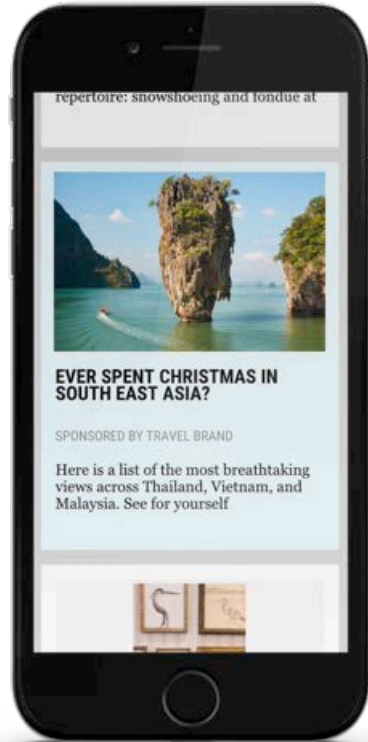 repertoire: snowshoeing and fondue at
EVER SPENT CHRISTMAS IN
SOUTH EAST ASIA?
SPONSORED BY TRAVEL BRAND
Here is a list of the most breathtaking
views across Thailand, Vietnam, and
Malaysia. See for yourself